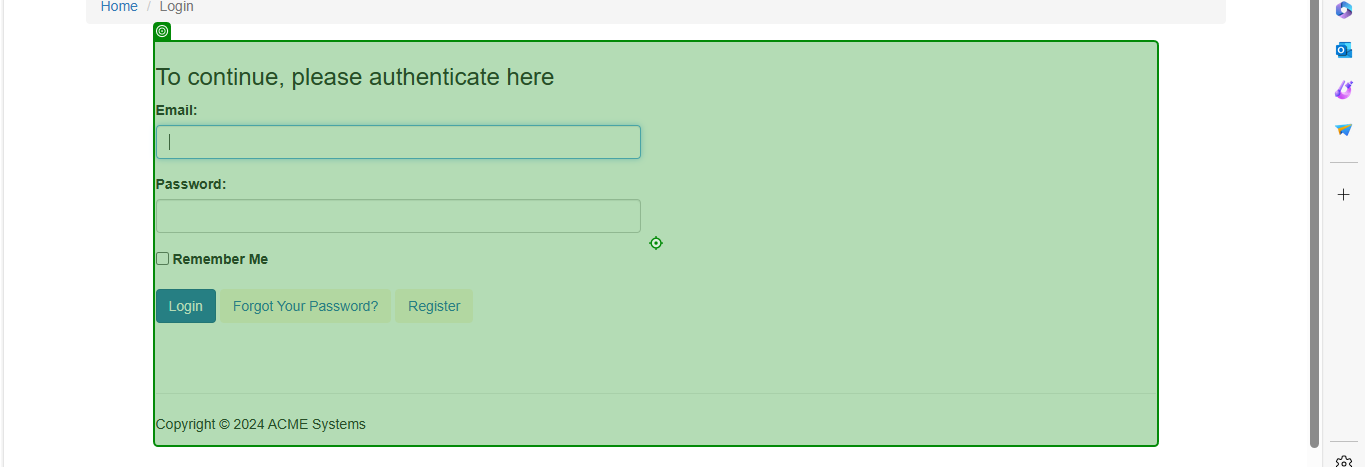 Home / Login
To continue, please authenticate here
Email:
Password:
Remember Me
Login Forgot Your Password? Register
Copyright © 2024 ACME Systems